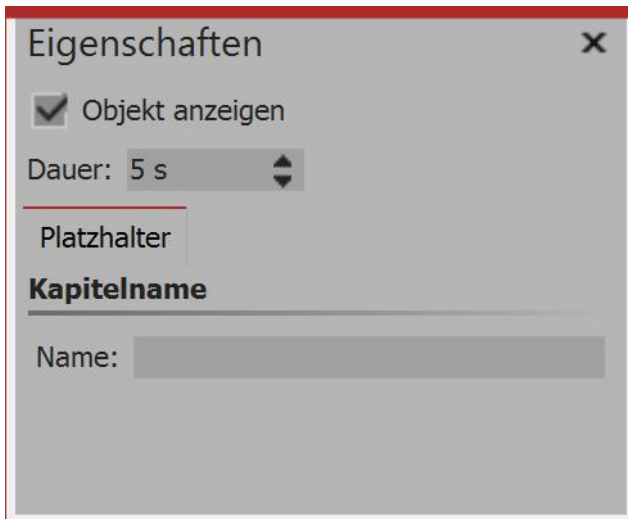 Eigenschaften
Objekt anzeigen
Dauer: 5 s
Platzhalter
Kapitelname
Name: